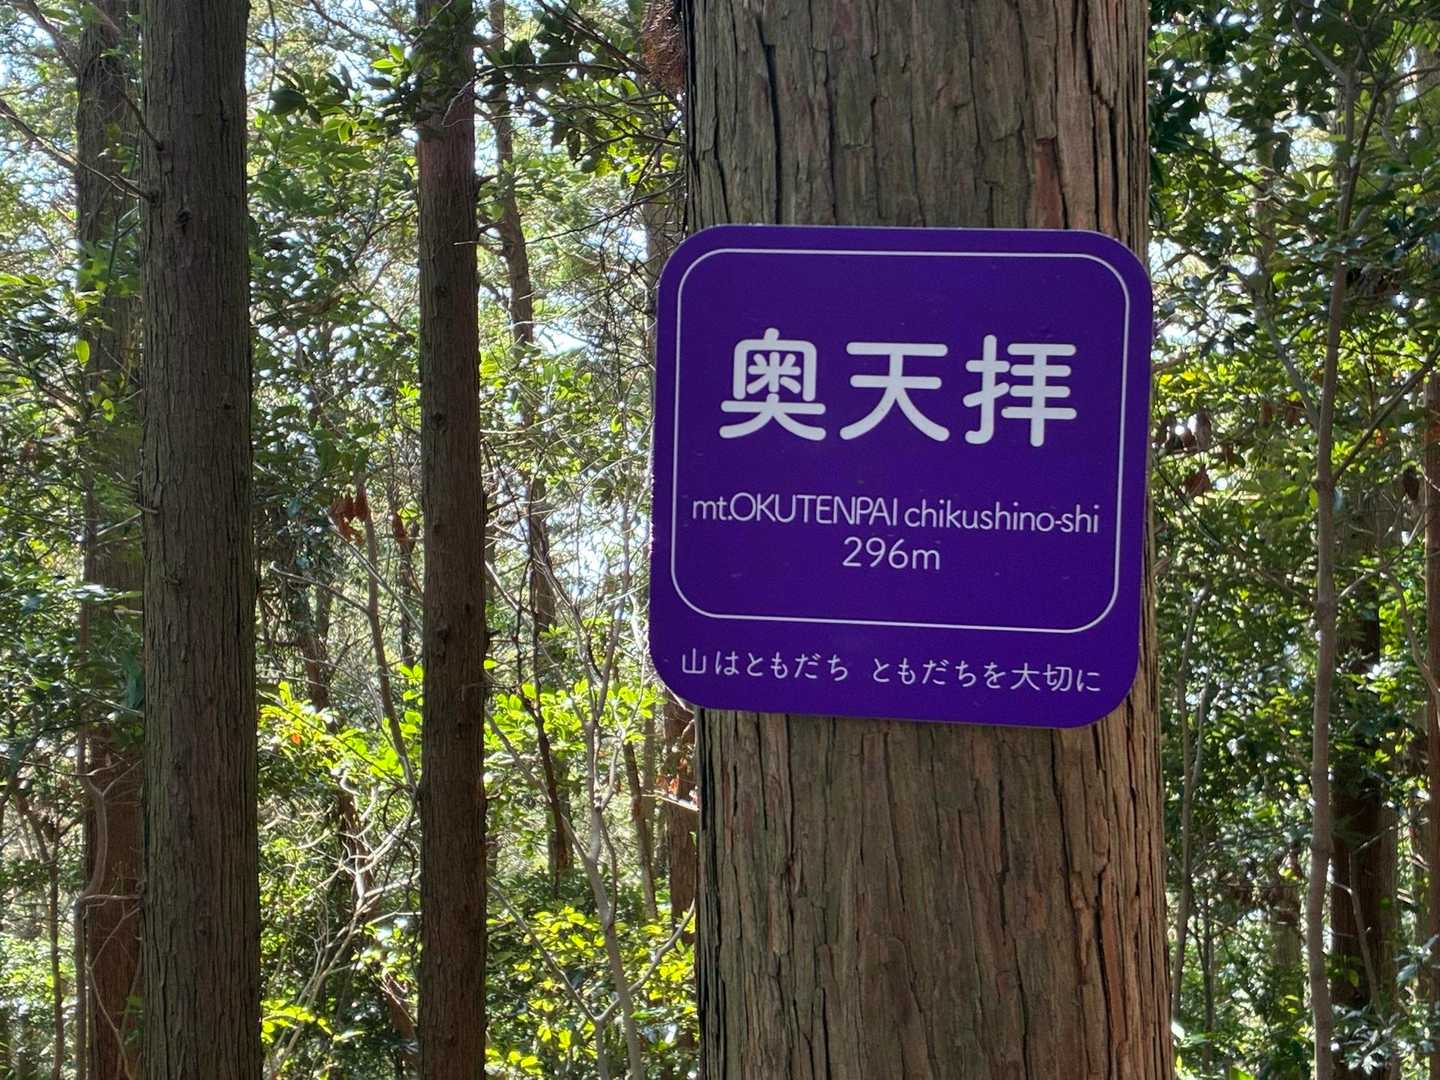 奥天拝
mt.OKUTENPAI chikushino-shi
296m
山はともだち ともだちを大切に